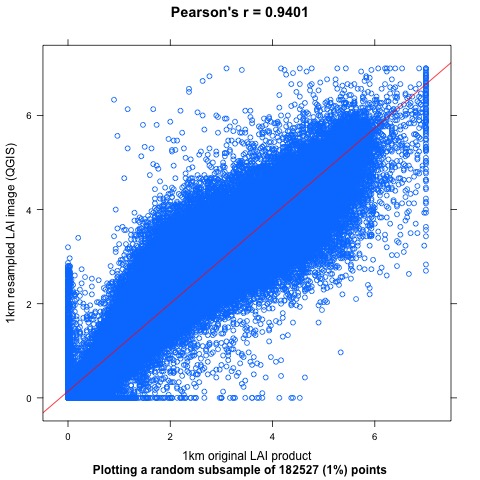 Pearson's r = 0.9401
1km resampled LAI image (QGIS)
6
4
2
0
0 2 4 6
1km original LAI product
Plotting a random subsample of 182527 (1%) points